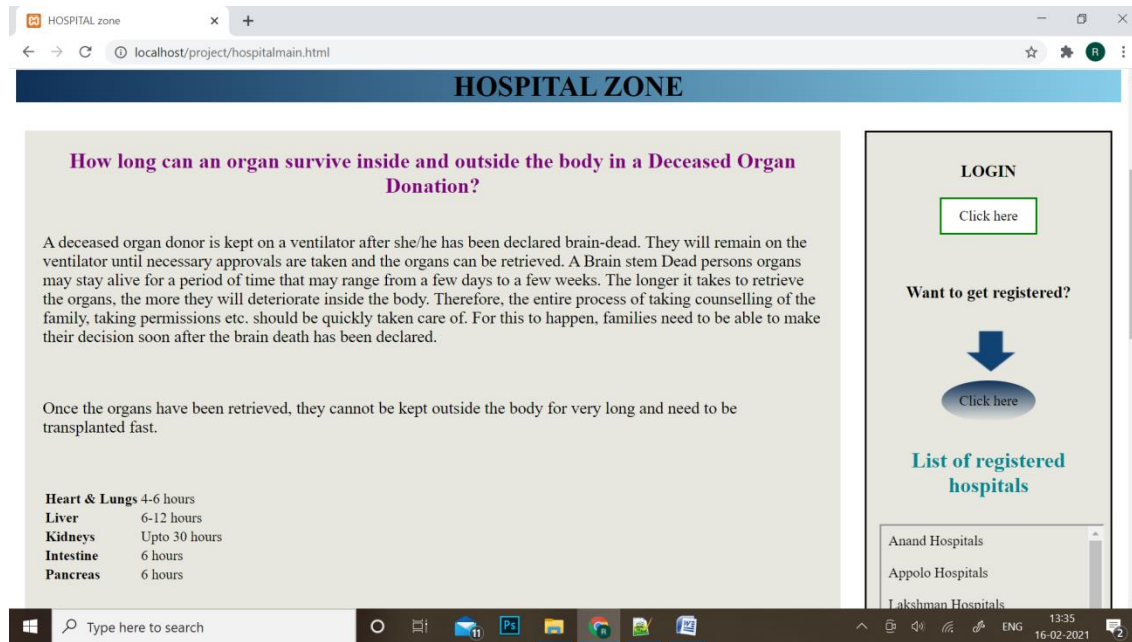 HOSPITAL zone
localhost/project/hospitalmain.html
R
HOSPITAL ZONE
How long can an organ survive inside and outside the body in a Deceased Organ
Donation?
A deceased organ donor is kept on a ventilator after she/he has been declared brain-dead. They will remain on the
ventilator until necessary approvals are taken and the organs can be retrieved. A Brain stem Dead persons organs
may stay alive for a period of time that may range from a few days to a few weeks. The longer it takes to retrieve
the organs, the more they will deteriorate inside the body. Therefore, the entire process of taking counselling of the
family, taking permissions etc. should be quickly taken care of. For this to happen, families need to be able to make
their decision soon after the brain death has been declared.
Once the organs have been retrieved, they cannot be kept outside the body for very long and need to be
transplanted fast.
Heart & Lungs 4-6 hours
Liver 6-12 hours
Kidneys Upto 30 hours
Intestine 6 hours
Pancreas 6 hours
LOGIN
Click here
Want to get registered?
Click here
List of registered
hospitals
Anand Hospitals
Appolo Hospitals
Lakshman Hospitals
Type here to search
11
Ps
R
W
ENG
13:35
16-02-2021
2